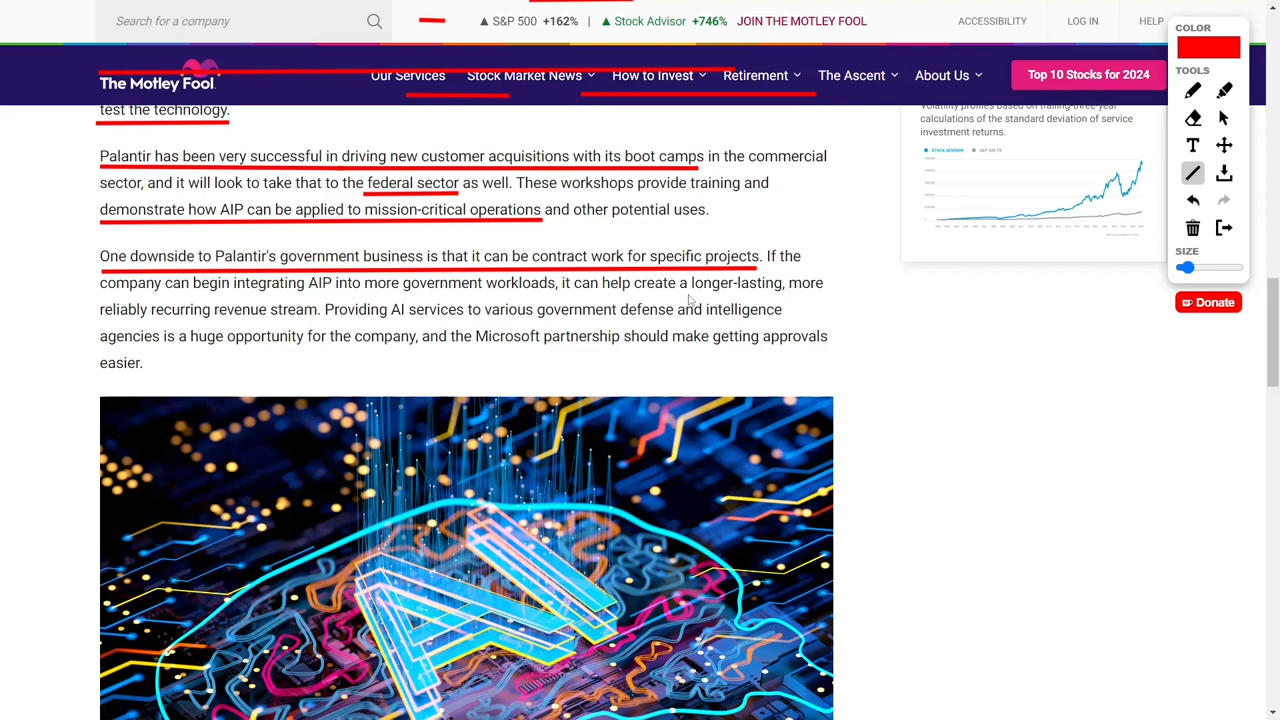 Search for a company
▲ S&P 500 +162% | ▲ Stock Advisor +746% JOIN THE MOTLEY FOOL
ACCESSIBILITY LOG IN HELP
The Motley Fool
Our Services Stock Market News How to Invest Retirement The Ascent About Us
Top 10 Stocks for 2024
test the technology.
Palantir has been very successful in driving new customer acquisitions with its boot camps in the commercial
sector, and it will look to take that to the federal sector as well. These workshops provide training and
demonstrate how AIP can be applied to mission-critical operations and other potential uses.
One downside to Palantir's government business is that it can be contract work for specific projects. If the
company can begin integrating AIP into more government workloads, it can help create a longer-lasting, more
reliably recurring revenue stream. Providing AI services to various government defense and intelligence
agencies is a huge opportunity for the company, and the Microsoft partnership should make getting approvals
easier.
Volatility profiles based on trailing-three-year
calculations of the standard deviation of service
investment returns.
STOCK ADVISOR S&P 500 TR
COLOR
TOOLS
T
SIZE
Donate